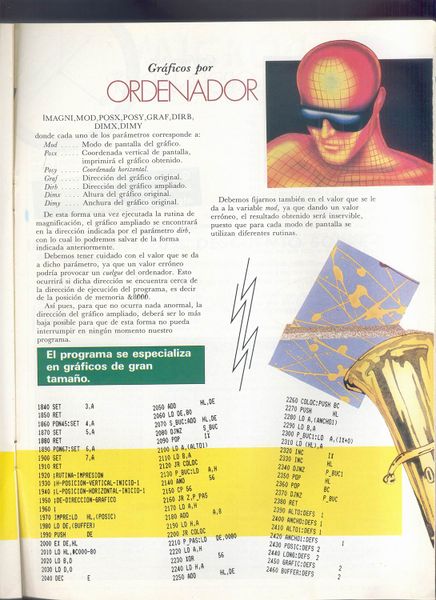 Gráficos por
ORDENADOR
IMAGNI,MOD,POSX,POSY,GRAF,DIRB,
DIMX,DIMY
donde cada uno de los parámetros corresponde a:
Mod ..... Modo de pantalla del gráfico.
Posx ..... Coordenada vertical de pantalla,
imprimirá el gráfico obtenido.
Posy ..... Coordenada horizontal.
Graf ..... Dirección del gráfico original.
Dirb ..... Dirección del gráfico ampliado.
Dimx ..... Altura del gráfico original.
Dimy ..... Anchura del gráfico original.
De esta forma una vez ejecutada la rutina de
magnificación, el gráfico ampliado se encontrará
en la dirección indicada por el parámetro dirb,
con lo cual lo podremos salvar de la forma
indicada anteriormente.
Debemos tener cuidado con el valor que se da
a dicho parámetro, ya que un valor erróneo
podría provocar un cuelgue del ordenador. Esto
ocurrirá si dicha dirección se encuentra cerca de
la dirección de ejecución del programa, es decir
de la posición de memoria &8000.
Así pues, para que no ocurra nada anormal, la
dirección del gráfico ampliado, deberá ser lo más
baja posible para que de esta forma no pueda
interrumpir en ningún momento nuestro
programa.
El programa se especializa
en gráficos de gran
tamaño.
Debemos fijarnos también en el valor que se le
da a la variable mod, ya que dando un valor
erróneo, el resultado obtenido será inservible,
puesto que para cada modo de pantalla se
utilizan diferentes rutinas.
1840 SET 3,A
1850 RET
1860 PON45:SET 4,A
1870 SET 5,A
1880 RET
1890 PON67:SET 6,A
1900 SET 7,A
1910 RET
1920 ;RUTINA-IMPRESION
1930 ;H-POSICION-VERTICAL-INICIO-1
1940 ;L-POSICION-HORIZONTAL-INICIO-1
1950 ;DE-DIRECCION-GRAFICO
1960 ;
1970 IMPRE:LD HL,(POSIC)
1980 LD DE,(BUFFER)
1990 PUSH DE
2000 EX DE,HL
2010 LD HL,#C000-80
2020 LD B,D
2030 LD D,0
2040 DEC E
2050 ADD HL,DE
2060 LD DE,80
2070 S_BUC:ADD HL,DE
2080 DJNZ S_BUC
2090 POP IX
2100 LD A,(ALTO1)
2110 LD B,A
2120 JR COLOC
2130 P_BUC:LD A,H
2140 AND 56
2150 CP 56
2160 JR Z,P_PAS
2170 LD A,H
2180 ADD A,8
2190 LD H,A
2200 JR COLOC
2210 P_PAS:LD DE,
2220 LD A,H
2230 XOR 56
2240 LD H,A
2250 ADD HL,DE
2260 COLOC:PUSH BC
2270 PUSH HL
2280 LD A,(ANCHO1)
2290 LD B,A
2300 P_BUC1:LD A,(IX+0)
2310 LD (HL),A
2320 INC IX
2330 INC HL
2340 DJNZ P_BUC1
2350 POP HL
2360 POP BC
2370 DJNZ P_BUC
2380 RET
2390 ALTO:DEFS 1
2400 ANCHO:DEFS 1
2410 ALTO1:DEFS 1
2420 ANCHO1:DEFS 1
2430 POSIC:DEFS 2
2440 LONG:DEFS 2
2450 GRAFIC:DEFS 2
2460 BUFFER:DEFS 2